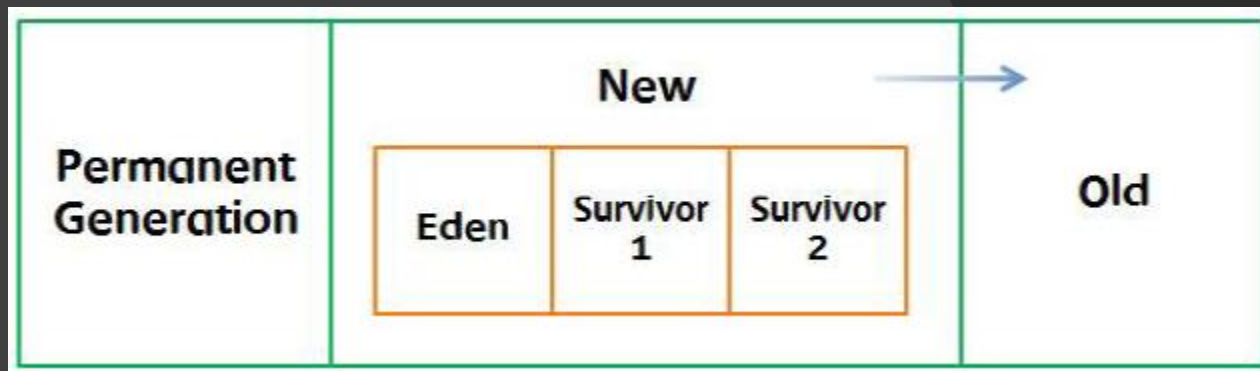 Permanent
Generation
New
Eden
Survivor
1
Survivor
2
Old